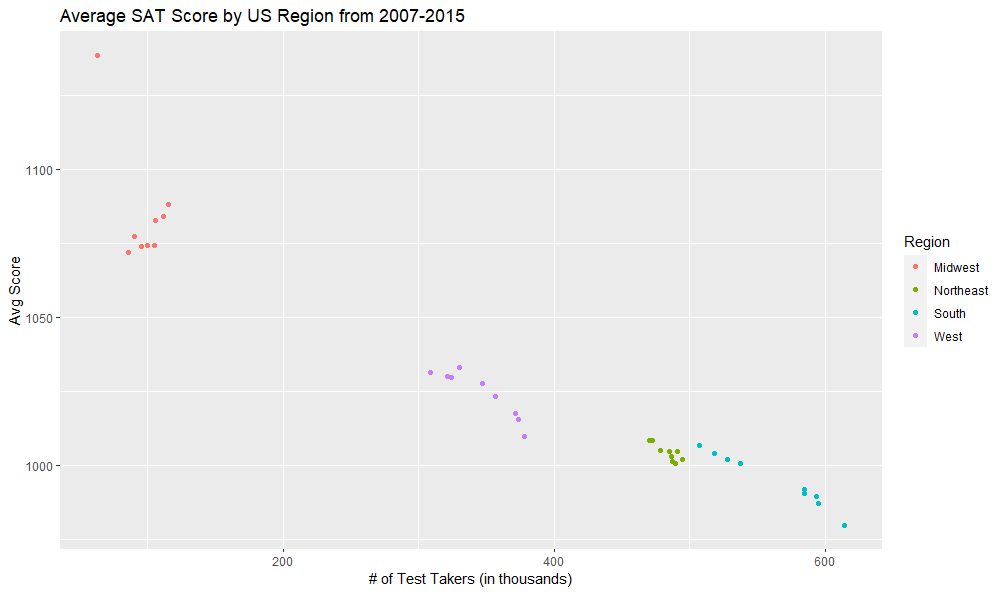 Average SAT Score by US Region from 2007-2015
Avg Score
1100
1050
1000
200
400
600
# of Test Takers (in thousands)
Region
Midwest
Northeast
South
West